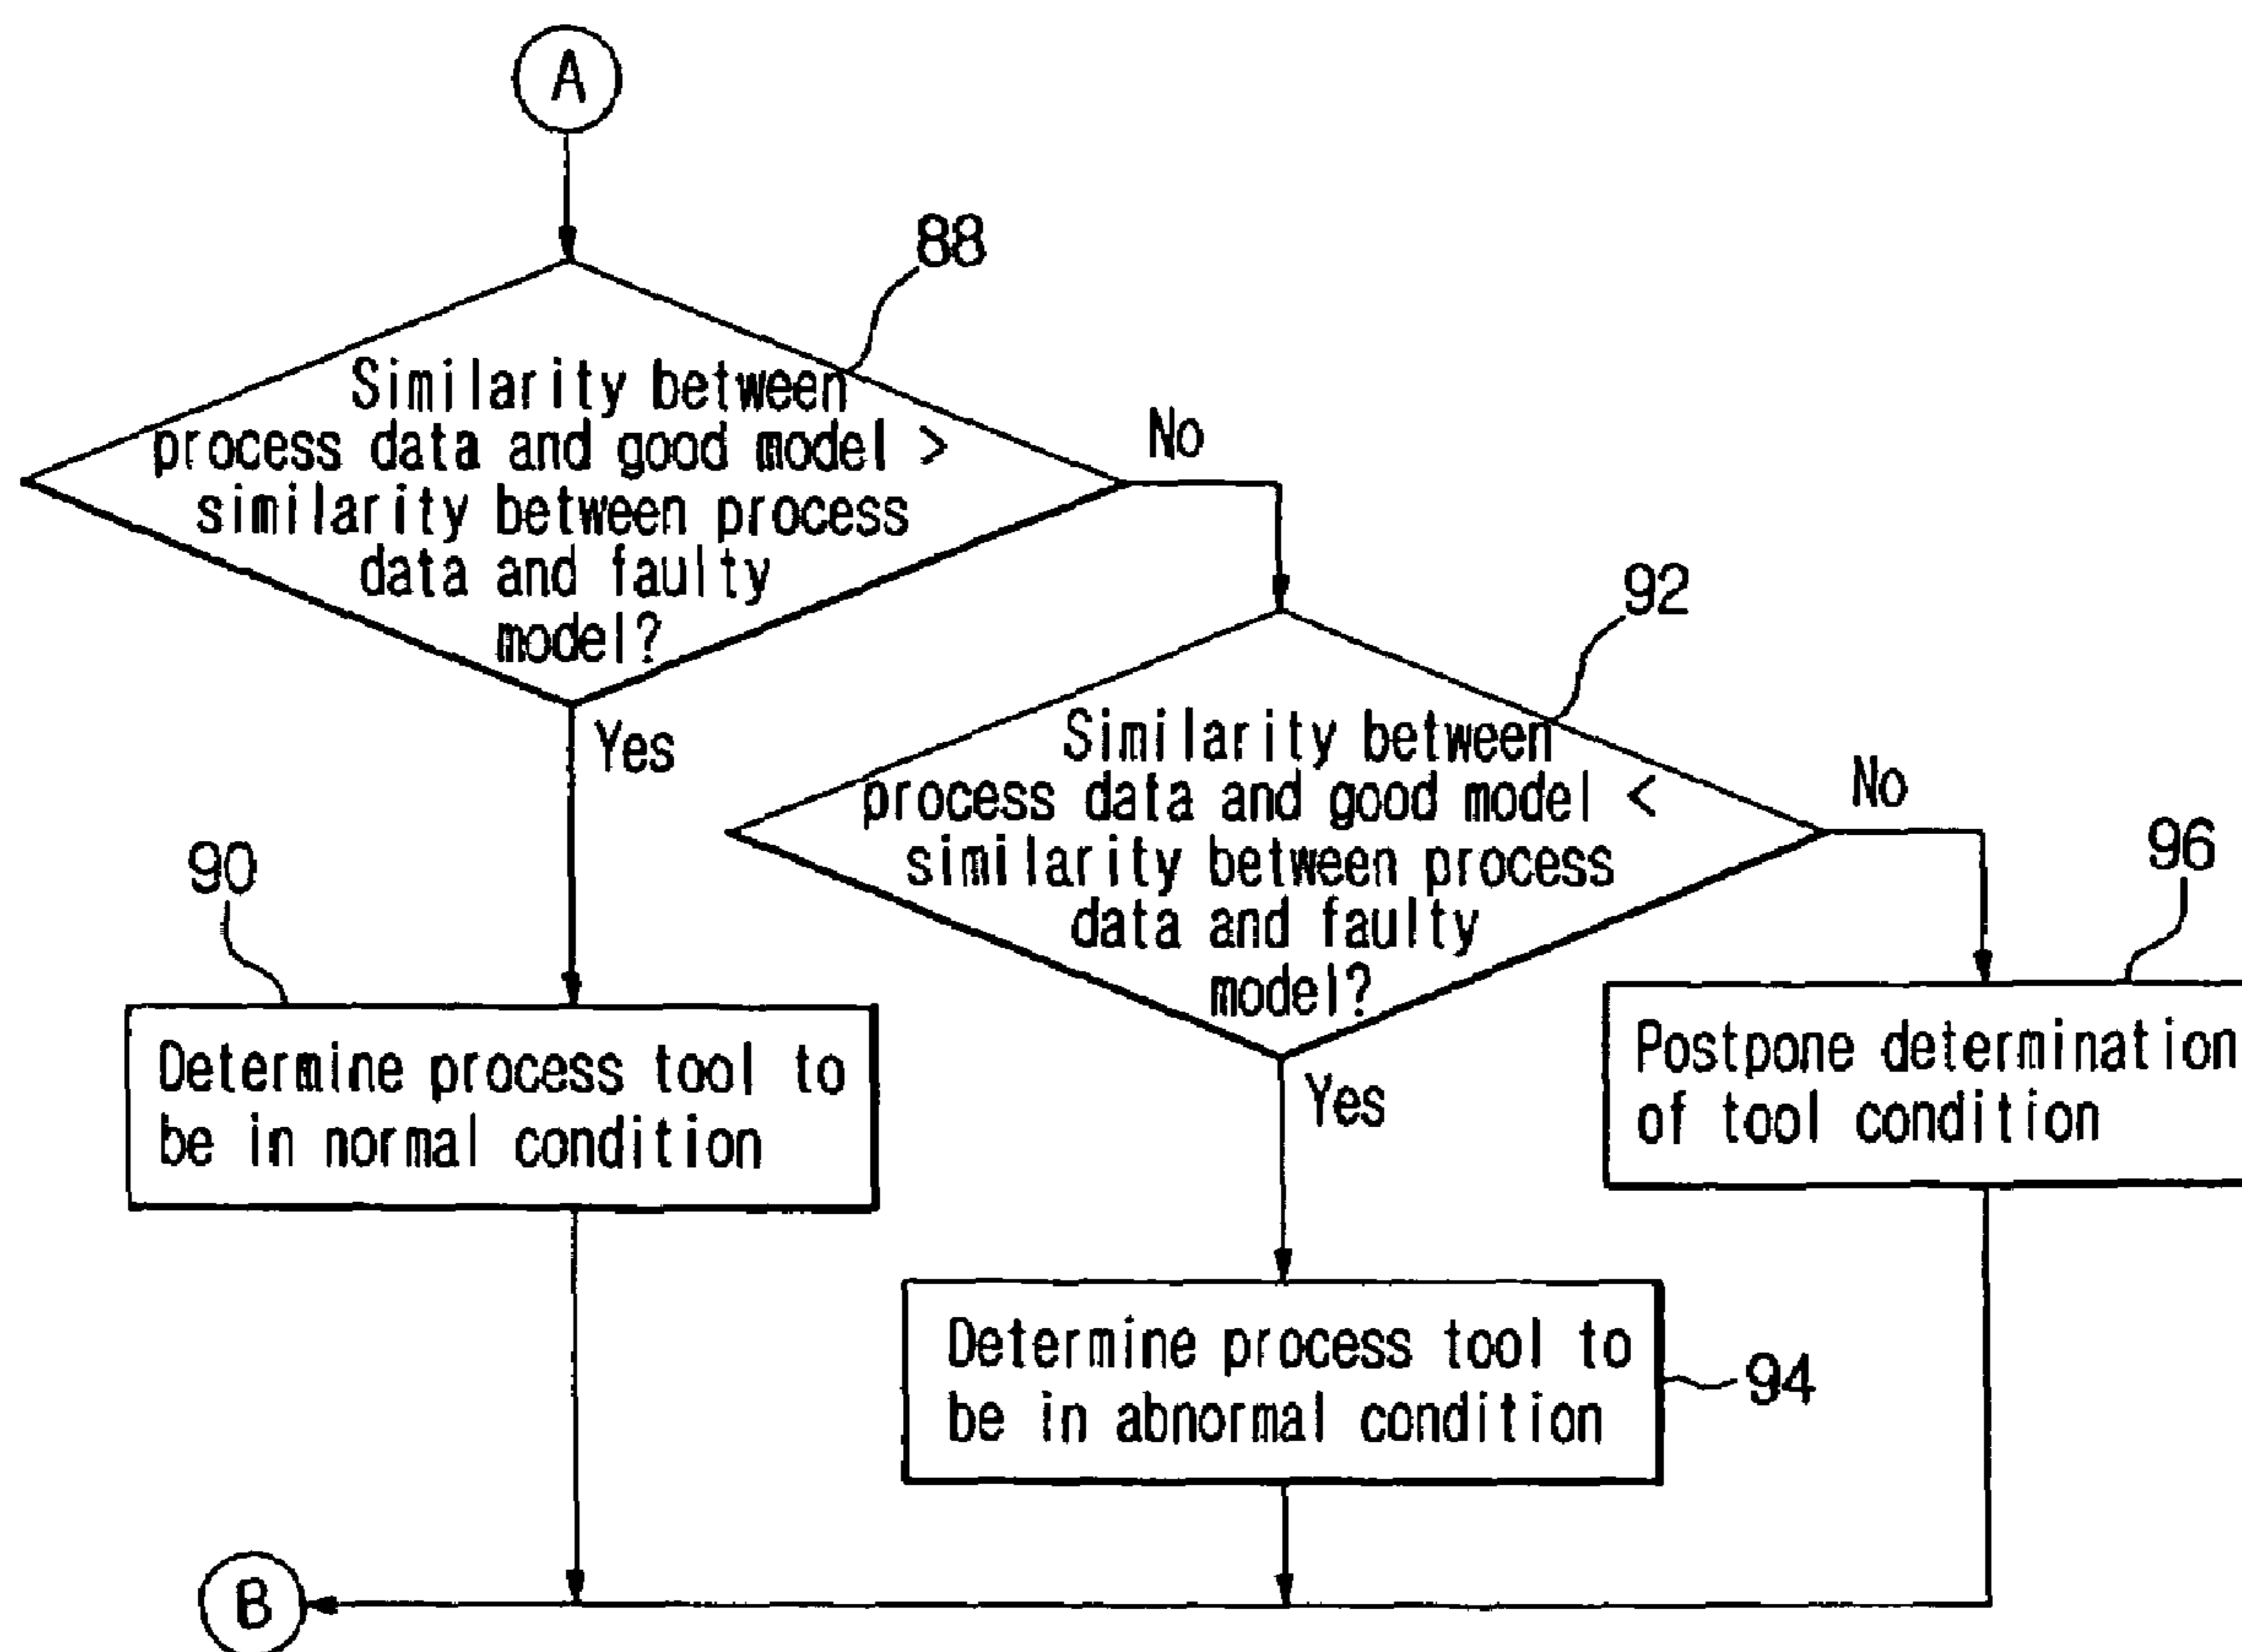 A
88
Similarity between
process data and good model >
similarity between process
data and faulty
model?
No
Yes
92
Similarity between
process data and good model <
similarity between process
data and faulty
model?
No
Yes
90
Determine process tool to
be in normal condition
96
Postpone determination
of tool condition
Determine process tool to
be in abnormal condition
94
B